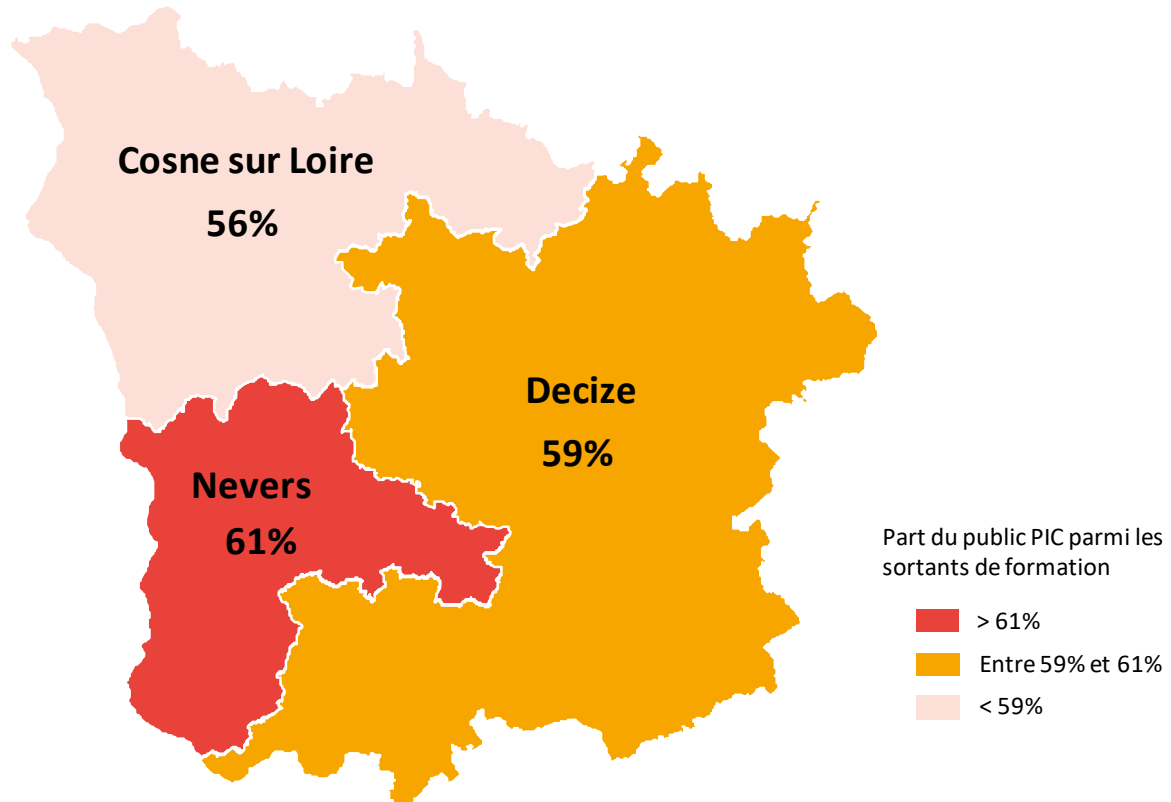 Cosne sur Loire
56%
Decize
59%
Nevers
61%
Part du public PIC parmi les
sortants de formation
> 61%
Entre 59% et 61%
< 59%